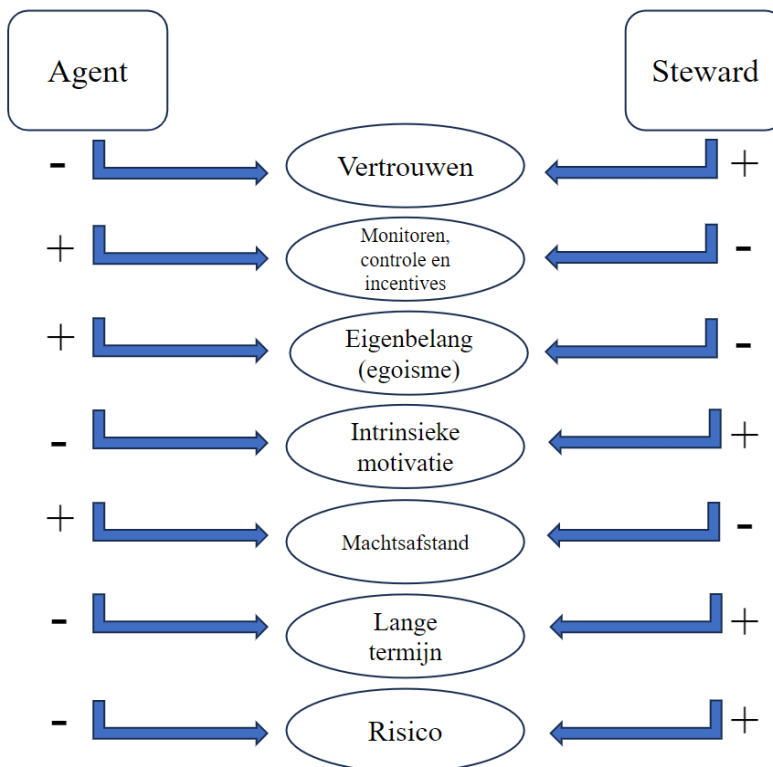 Agent
Steward
- Vertrouwen +
+ Monitoren, -
controle en
incentives
+ Eigenbelang -
(egoisme)
- Intrinsieke +
motivatie
+ Machtsafstand -
- Lange +
termijn
- Risico +